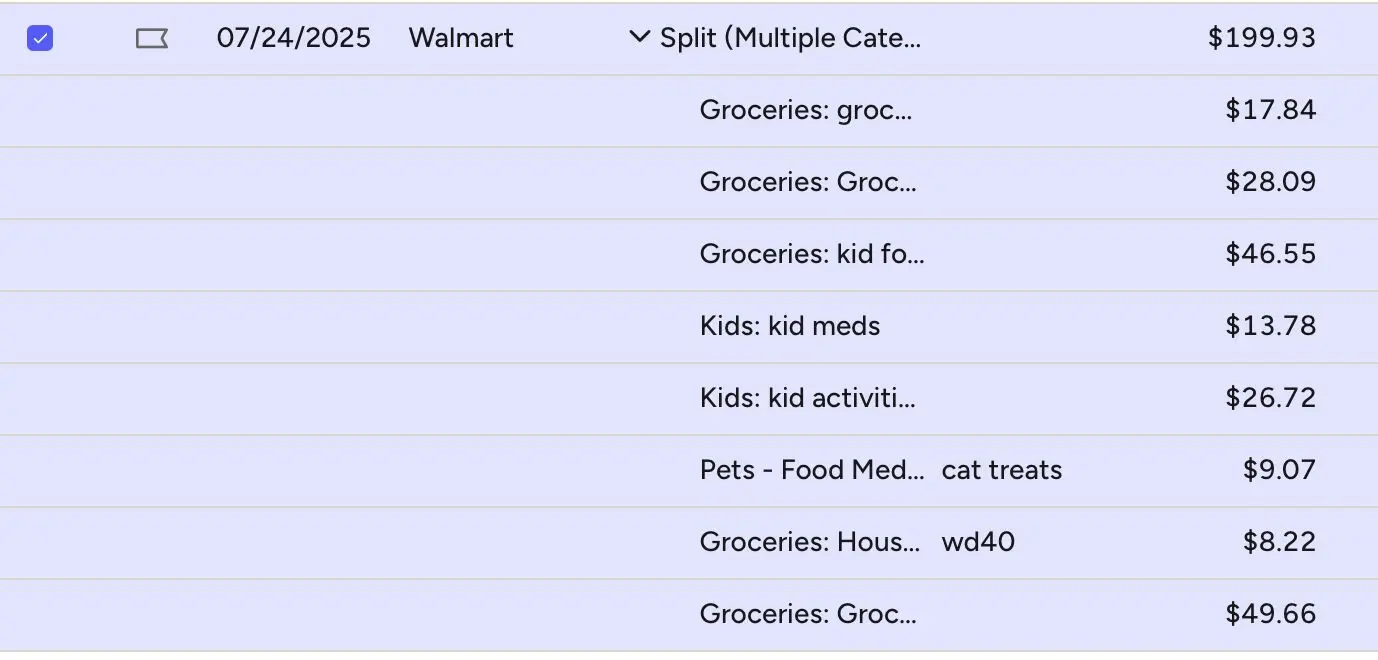 07/24/2025 Walmart Split (Multiple Cate... $199.93
Groceries: groc... $17.84
Groceries: Groc... $28.09
Groceries: kid fo... $46.55
Kids: kid meds $13.78
Kids: kid activiti... $26.72
Pets - Food Med... cat treats $9.07
Groceries: Hous... wd40 $8.22
Groceries: Groc... $49.66